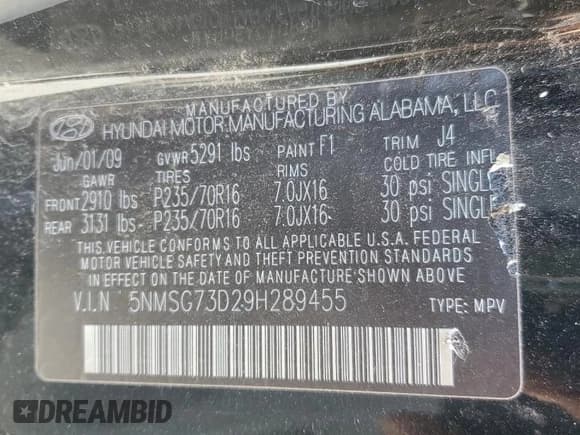 MANUFACTURED BY
HYUNDAI MOTOR MANUFACTURING ALABAMA, LLC
Jun/01/09 GVWR 5291 lbs PAINT F1 TRIM J4
GAWR TIRES RIMS COLD TIRE INFL
FRONT 2910 lbs P235/70R16 7.0JX16 30 psi SINGLE
REAR 3131 lbs P235/70R16 7.0JX16 30 psi SINGLE
THIS VEHICLE CONFORMS TO ALL APPLICABLE U.S.A. FEDERAL
MOTOR VEHICLE SAFETY AND THEFT PREVENTION STANDARDS
IN EFFECT ON THE DATE OF MANUFACTURE SHOWN ABOVE.
V.I.N 5NMSG73D29H289455 TYPE: MPV
DREAMBID